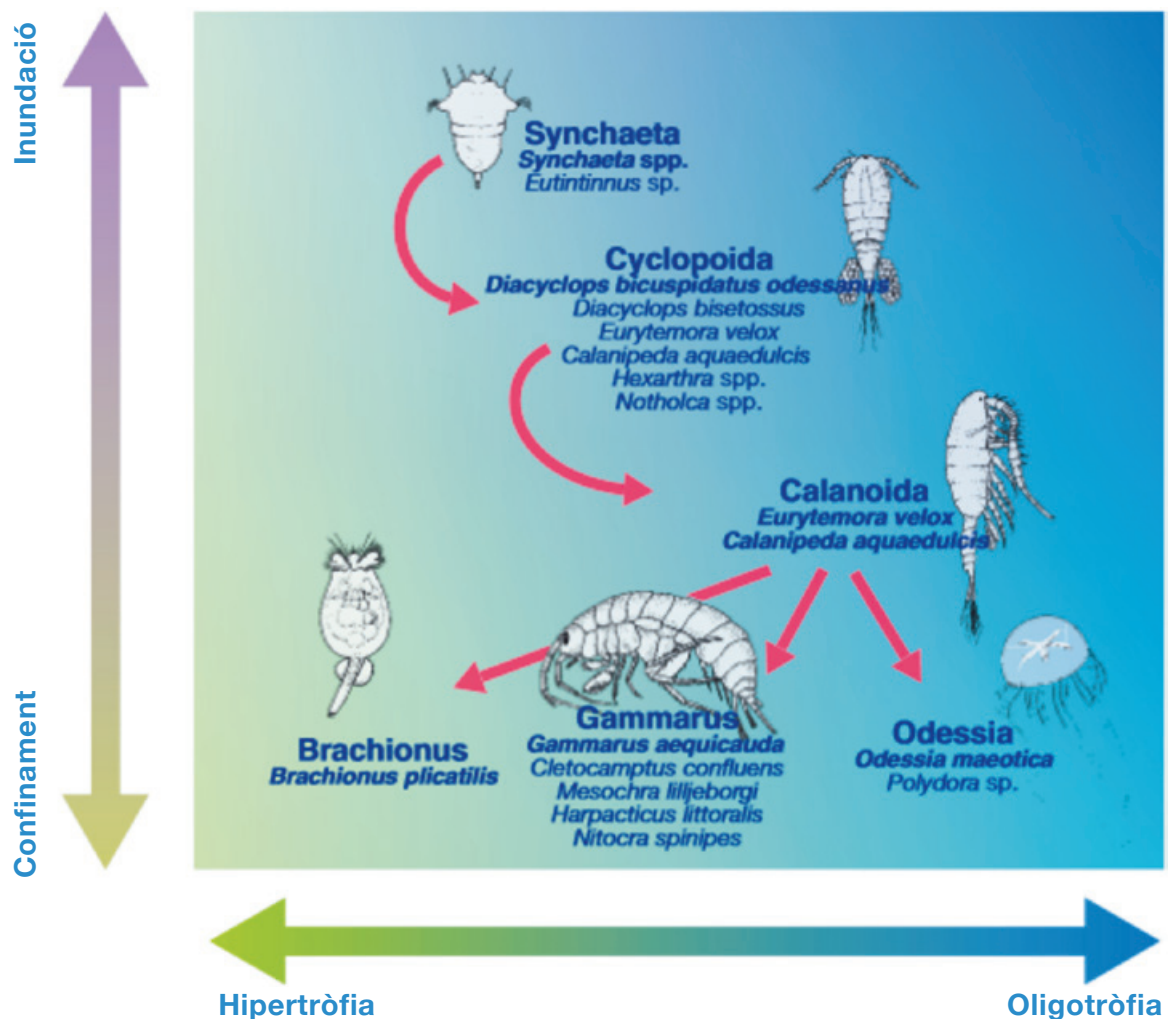 Inundació
Synchaeta
Synchaeta spp.
Eutintinnus sp.
Cyclopoida
Diacyclops bicuspidatus odessanus
Diacyclops bisetossus
Eurytemora velox
Calanipeda aquaedulcis
Hexarthra spp.
Notholca spp.
Calanoida
Eurytemora velox
Calanipeda aquaedulcis
Brachionus
Brachionus plicatilis
Gammarus
Gammarus aequicauda
Cletocamptus confluens
Mesochra lilljeborgi
Harpacticus littoralis
Nitocra spinipes
Odessia
Odessia maeotica
Polydora sp.
Confinament
Hipertròfia
Oligotròfia